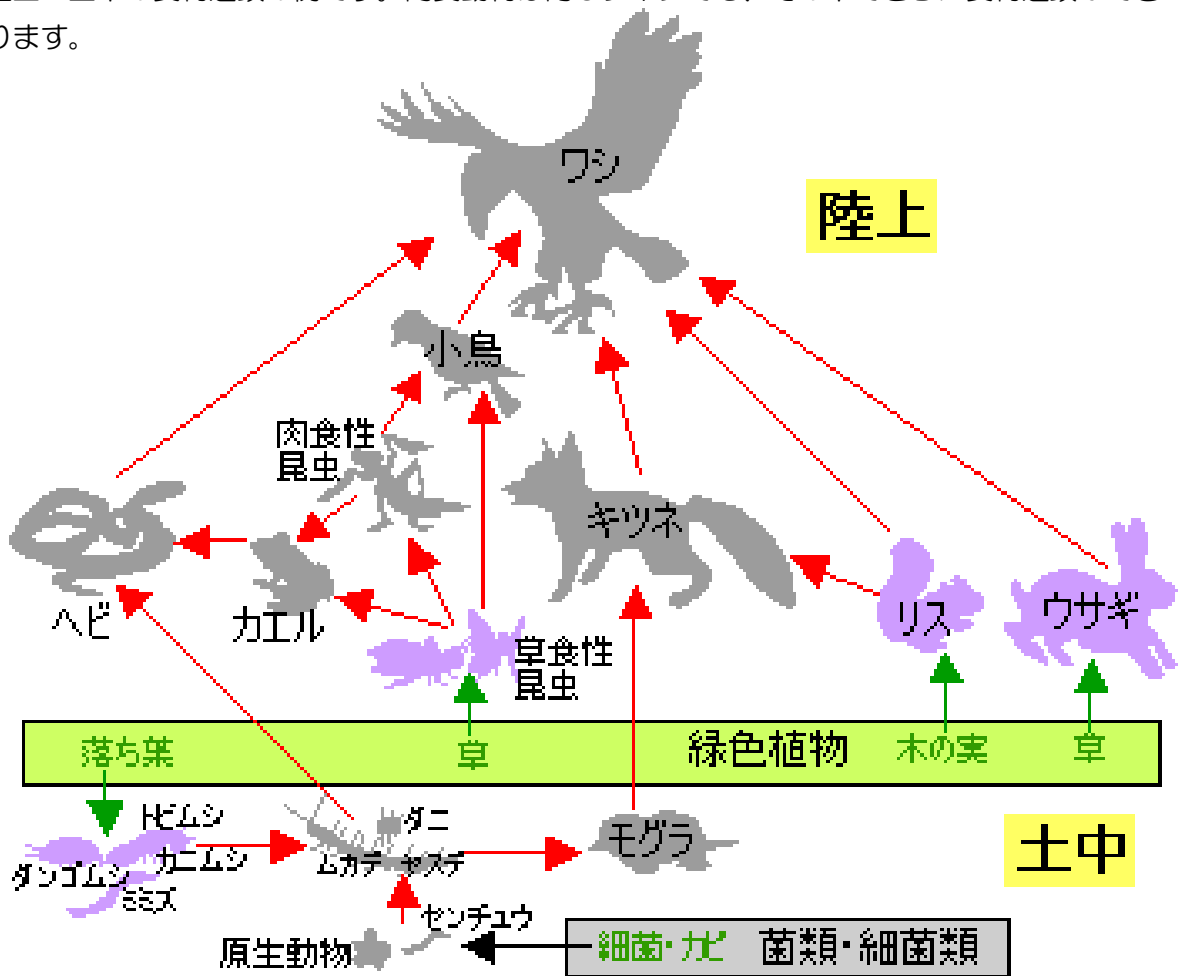 ります。
ワシ
陸上
小鳥
肉食性
昆虫
キツネ
ヘビ
カエル
リス
ウサギ
草食性
昆虫
落ち葉
草
緑色植物
木の実
草
トビムシ
ダニ
ムカデ
ヤスデ
モグラ
土中
カニムシ
ダンゴムシ
ミミズ
センチュウ
原生動物
細菌・カビ 菌類・細菌類